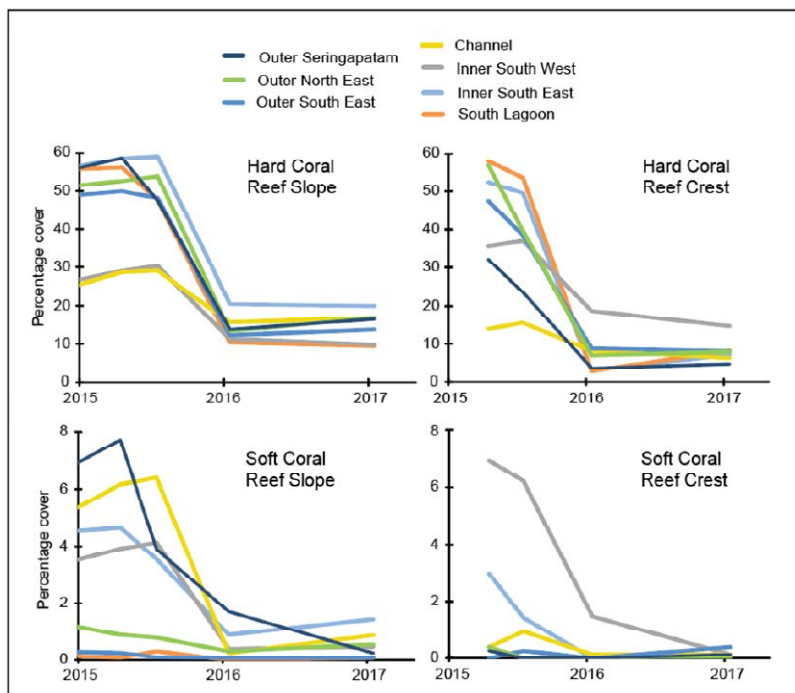 Outer Seringapatam
Outor North East
Outer South East
Channel
Inner South West
Inner South East
South Lagoon
60
50
40
30
20
10
0
Percentage cover
Hard Coral
Reef Slope
2015 2016 2017
60
50
40
30
20
10
0
Hard Coral
Reef Crest
2015 2016 2017
8
6
4
2
0
Percentage cover
Soft Coral
Reef Slope
2015 2016 2017
8
6
4
2
0
Soft Coral
Reef Crest
2015 2016 2017